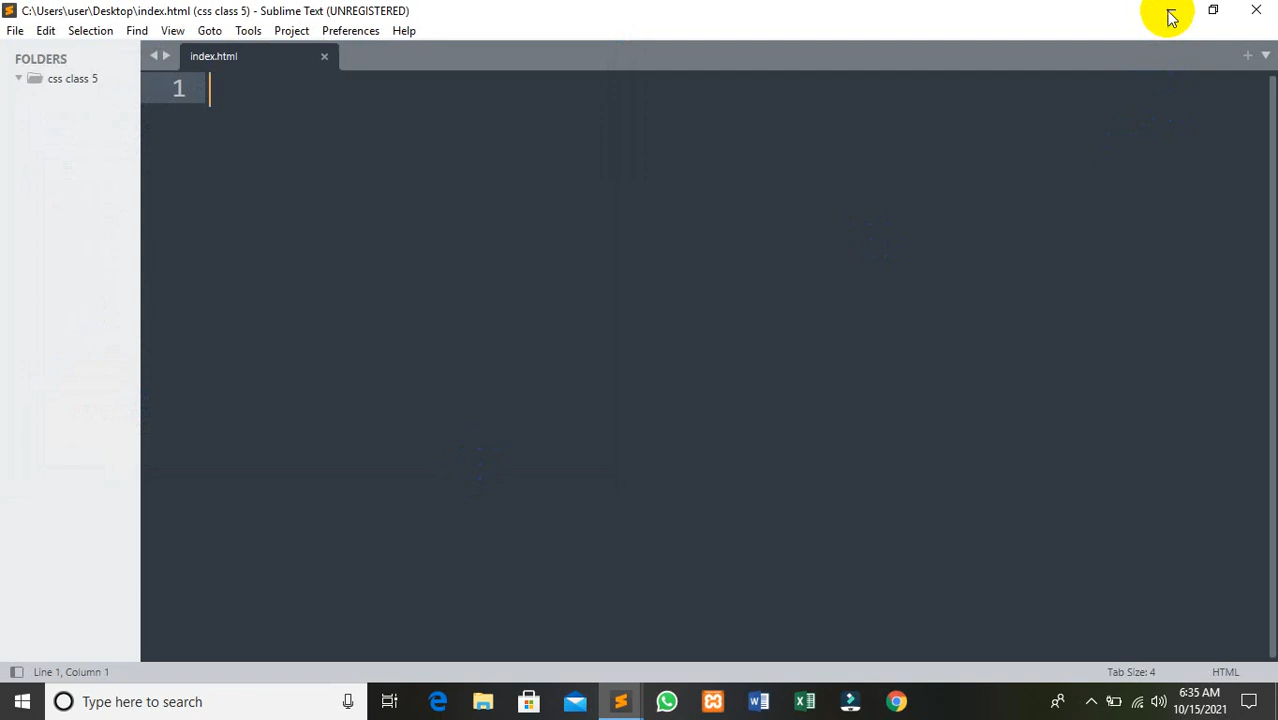 C:\Users\user\Desktop\index.html (css class 5) - Sublime Text (UNREGISTERED)
File Edit Selection Find View Goto Tools Project Preferences Help
FOLDERS
css class 5
index.html
1
Line 1, Column 1
Tab Size: 4
HTML
Type here to search
6:35 AM
10/15/2021